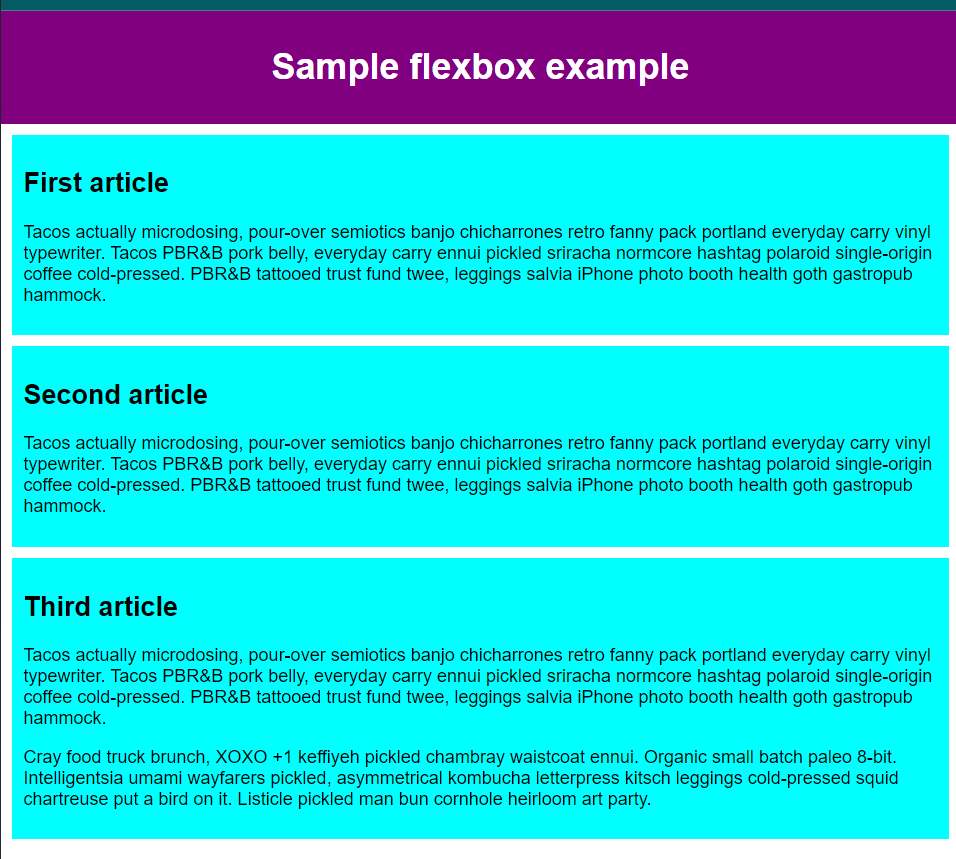 Sample flexbox example
First article
Tacos actually microdosing, pour-over semiotics banjo chicharrones retro fanny pack portland everyday carry vinyl
typewriter. Tacos PBR&B pork belly, everyday carry ennui pickled sriracha normcore hashtag polaroid single-origin
coffee cold-pressed. PBR&B tattooed trust fund twee, leggings salvia iPhone photo booth health goth gastropub
hammock.
Second article
Tacos actually microdosing, pour-over semiotics banjo chicharrones retro fanny pack portland everyday carry vinyl
typewriter. Tacos PBR&B pork belly, everyday carry ennui pickled sriracha normcore hashtag polaroid single-origin
coffee cold-pressed. PBR&B tattooed trust fund twee, leggings salvia iPhone photo booth health goth gastropub
hammock.
Third article
Tacos actually microdosing, pour-over semiotics banjo chicharrones retro fanny pack portland everyday carry vinyl
typewriter. Tacos PBR&B pork belly, everyday carry ennui pickled sriracha normcore hashtag polaroid single-origin
coffee cold-pressed. PBR&B tattooed trust fund twee, leggings salvia iPhone photo booth health goth gastropub
hammock.
Cray food truck brunch, XOXO +1 keffiyeh pickled chambray waistcoat ennui. Organic small batch paleo 8-bit.
Intelligentsia umami wayfarers pickled, asymmetrical kombucha letterpress kitsch leggings cold-pressed squid
chartreuse put a bird on it. Listicle pickled man bun cornhole heirloom art party.